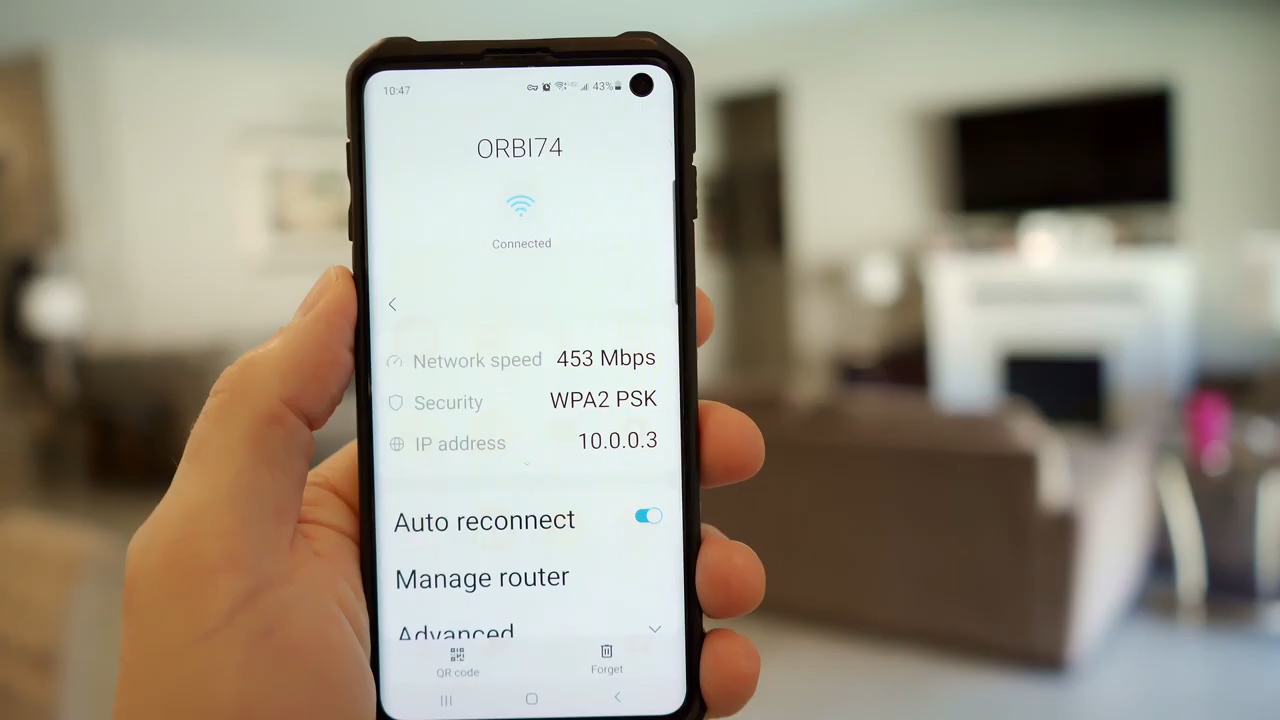 10:47 43%
ORBI74
Connected
Network speed 453 Mbps
Security WPA2 PSK
IP address 10.0.0.3
Auto reconnect
Manage router
Advanced
QR code Forget